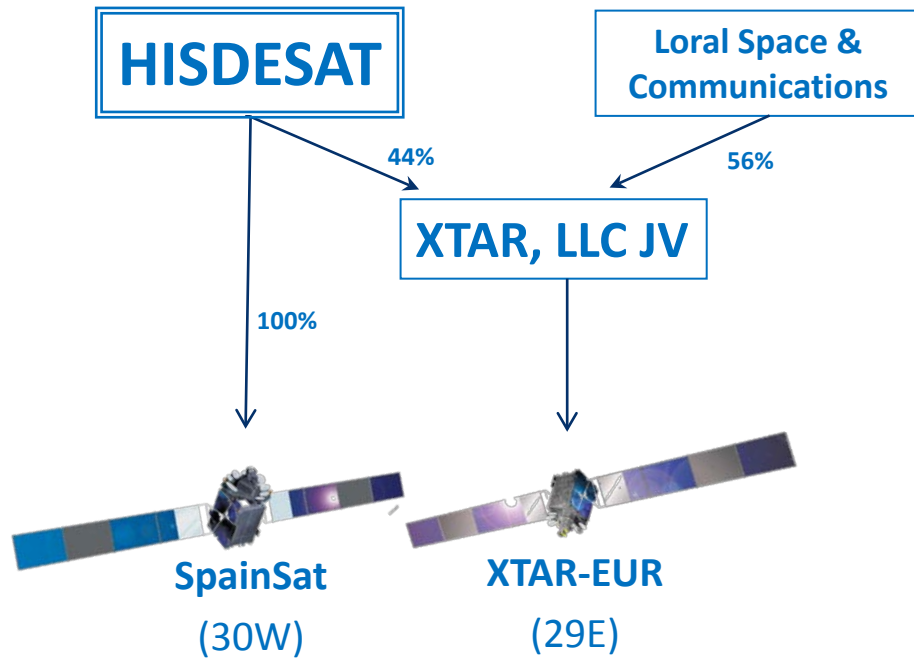 HISDESAT
Loral Space &
Communications
44%
56%
XTAR, LLC JV
100%
SpainSat
(30W)
XTAR-EUR
(29E)